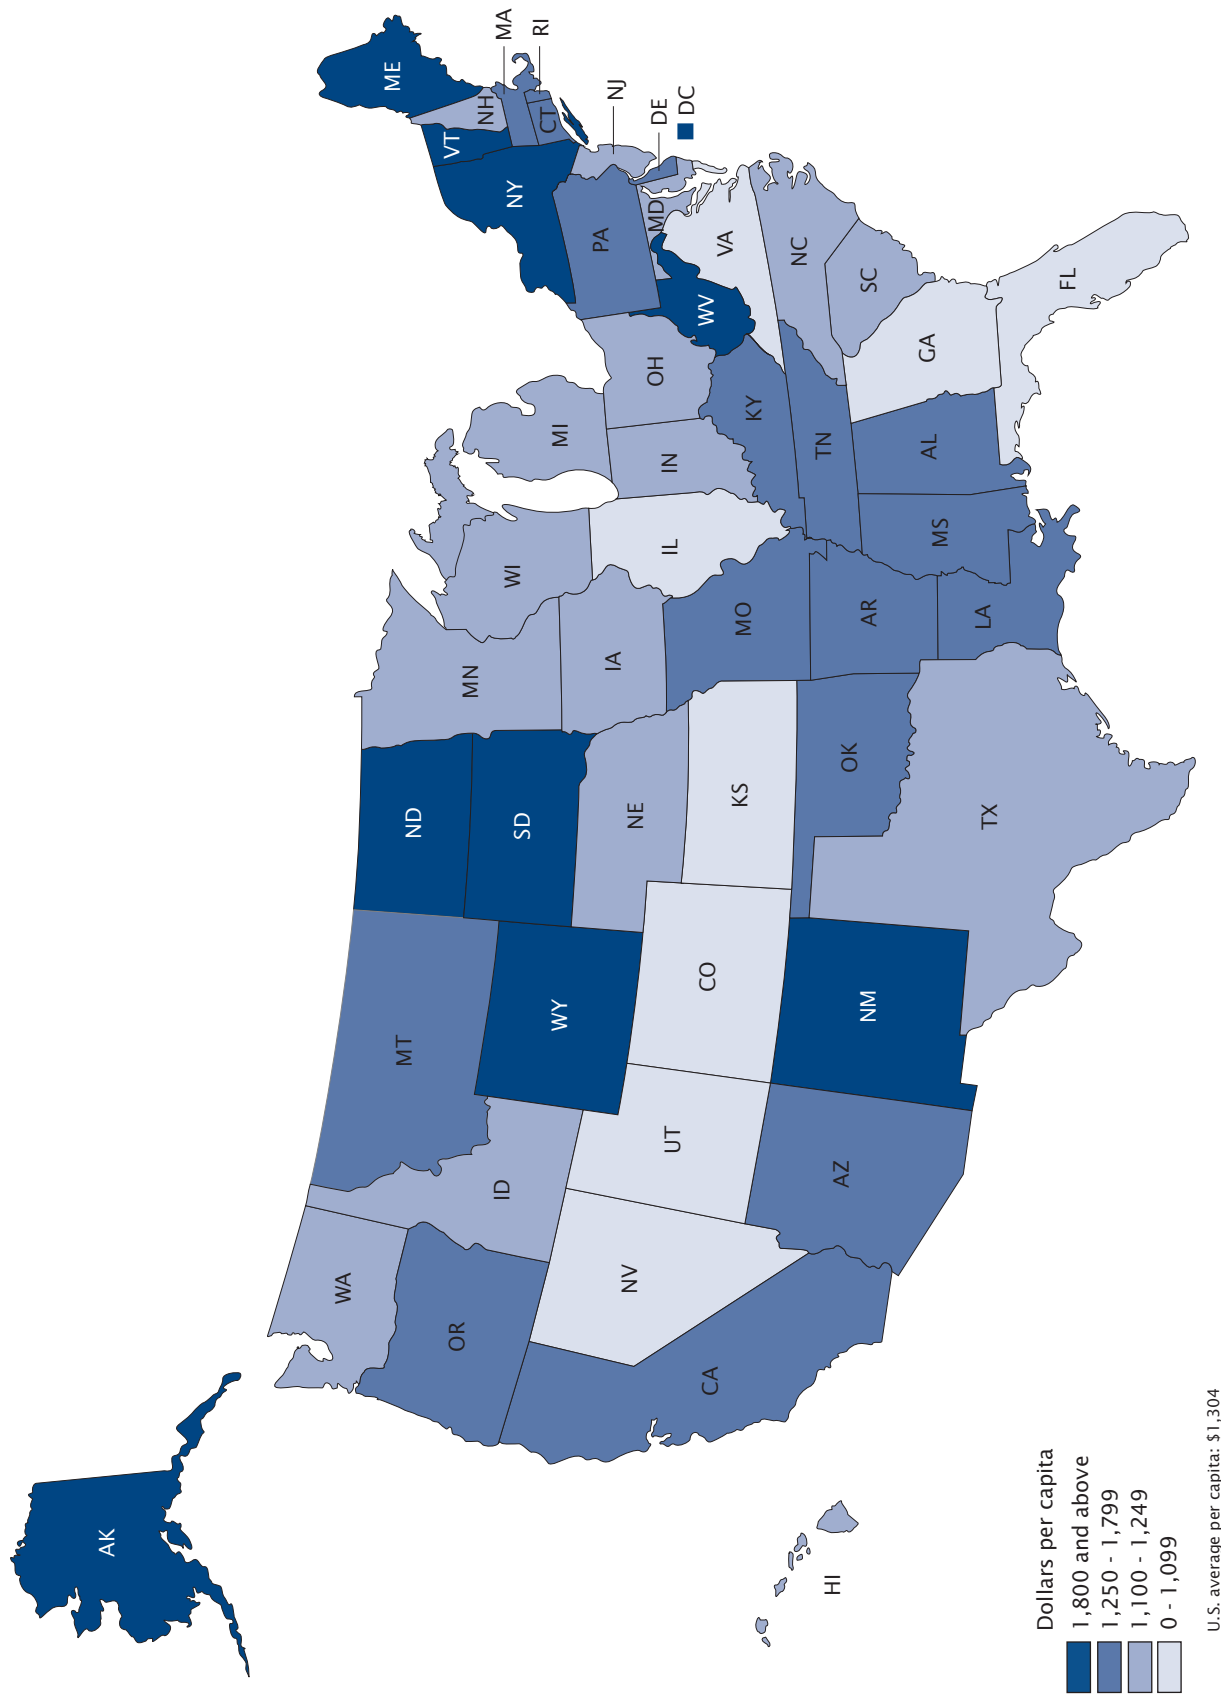 AK
WA
OR
CA
NV
ID
MT
WY
UT
AZ
CO
NM
ND
SD
NE
KS
OK
TX
MN
IA
MO
AR
LA
WI
IL
MI
IN
OH
KY
TN
MS
AL
GA
FL
SC
NC
VA
WV
MD
PA
NY
VT
NH
ME
MA
RI
CT
NJ
DE
DC
HI
Dollars per capita
1,800 and above
1,250 - 1,799
1,100 - 1,249
0 - 1,099
U.S. average per capita: $1,304